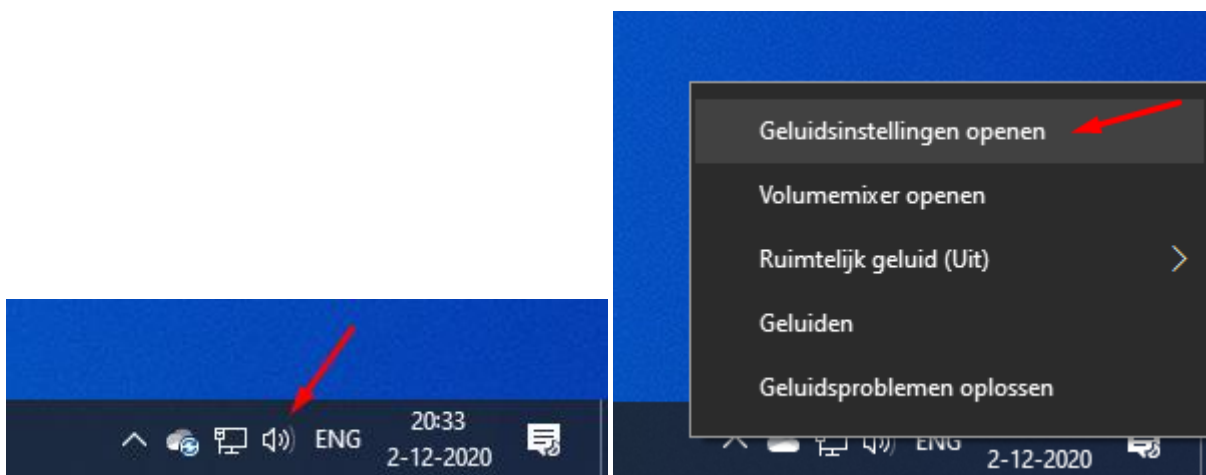 20:33
ENG
2-12-2020
Geluidsinstellingen openen
Volumemixer openen
Ruimtelijk geluid (Uit)
Geluiden
Geluidsproblemen oplossen
ENG
2-12-2020